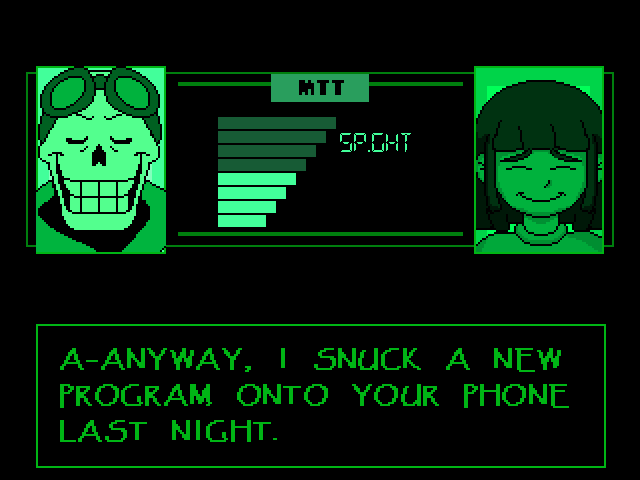 MTT
SP.GHT
A-ANYWAY, I SNUCK A NEW
PROGRAM ONTO YOUR PHONE
LAST NIGHT.